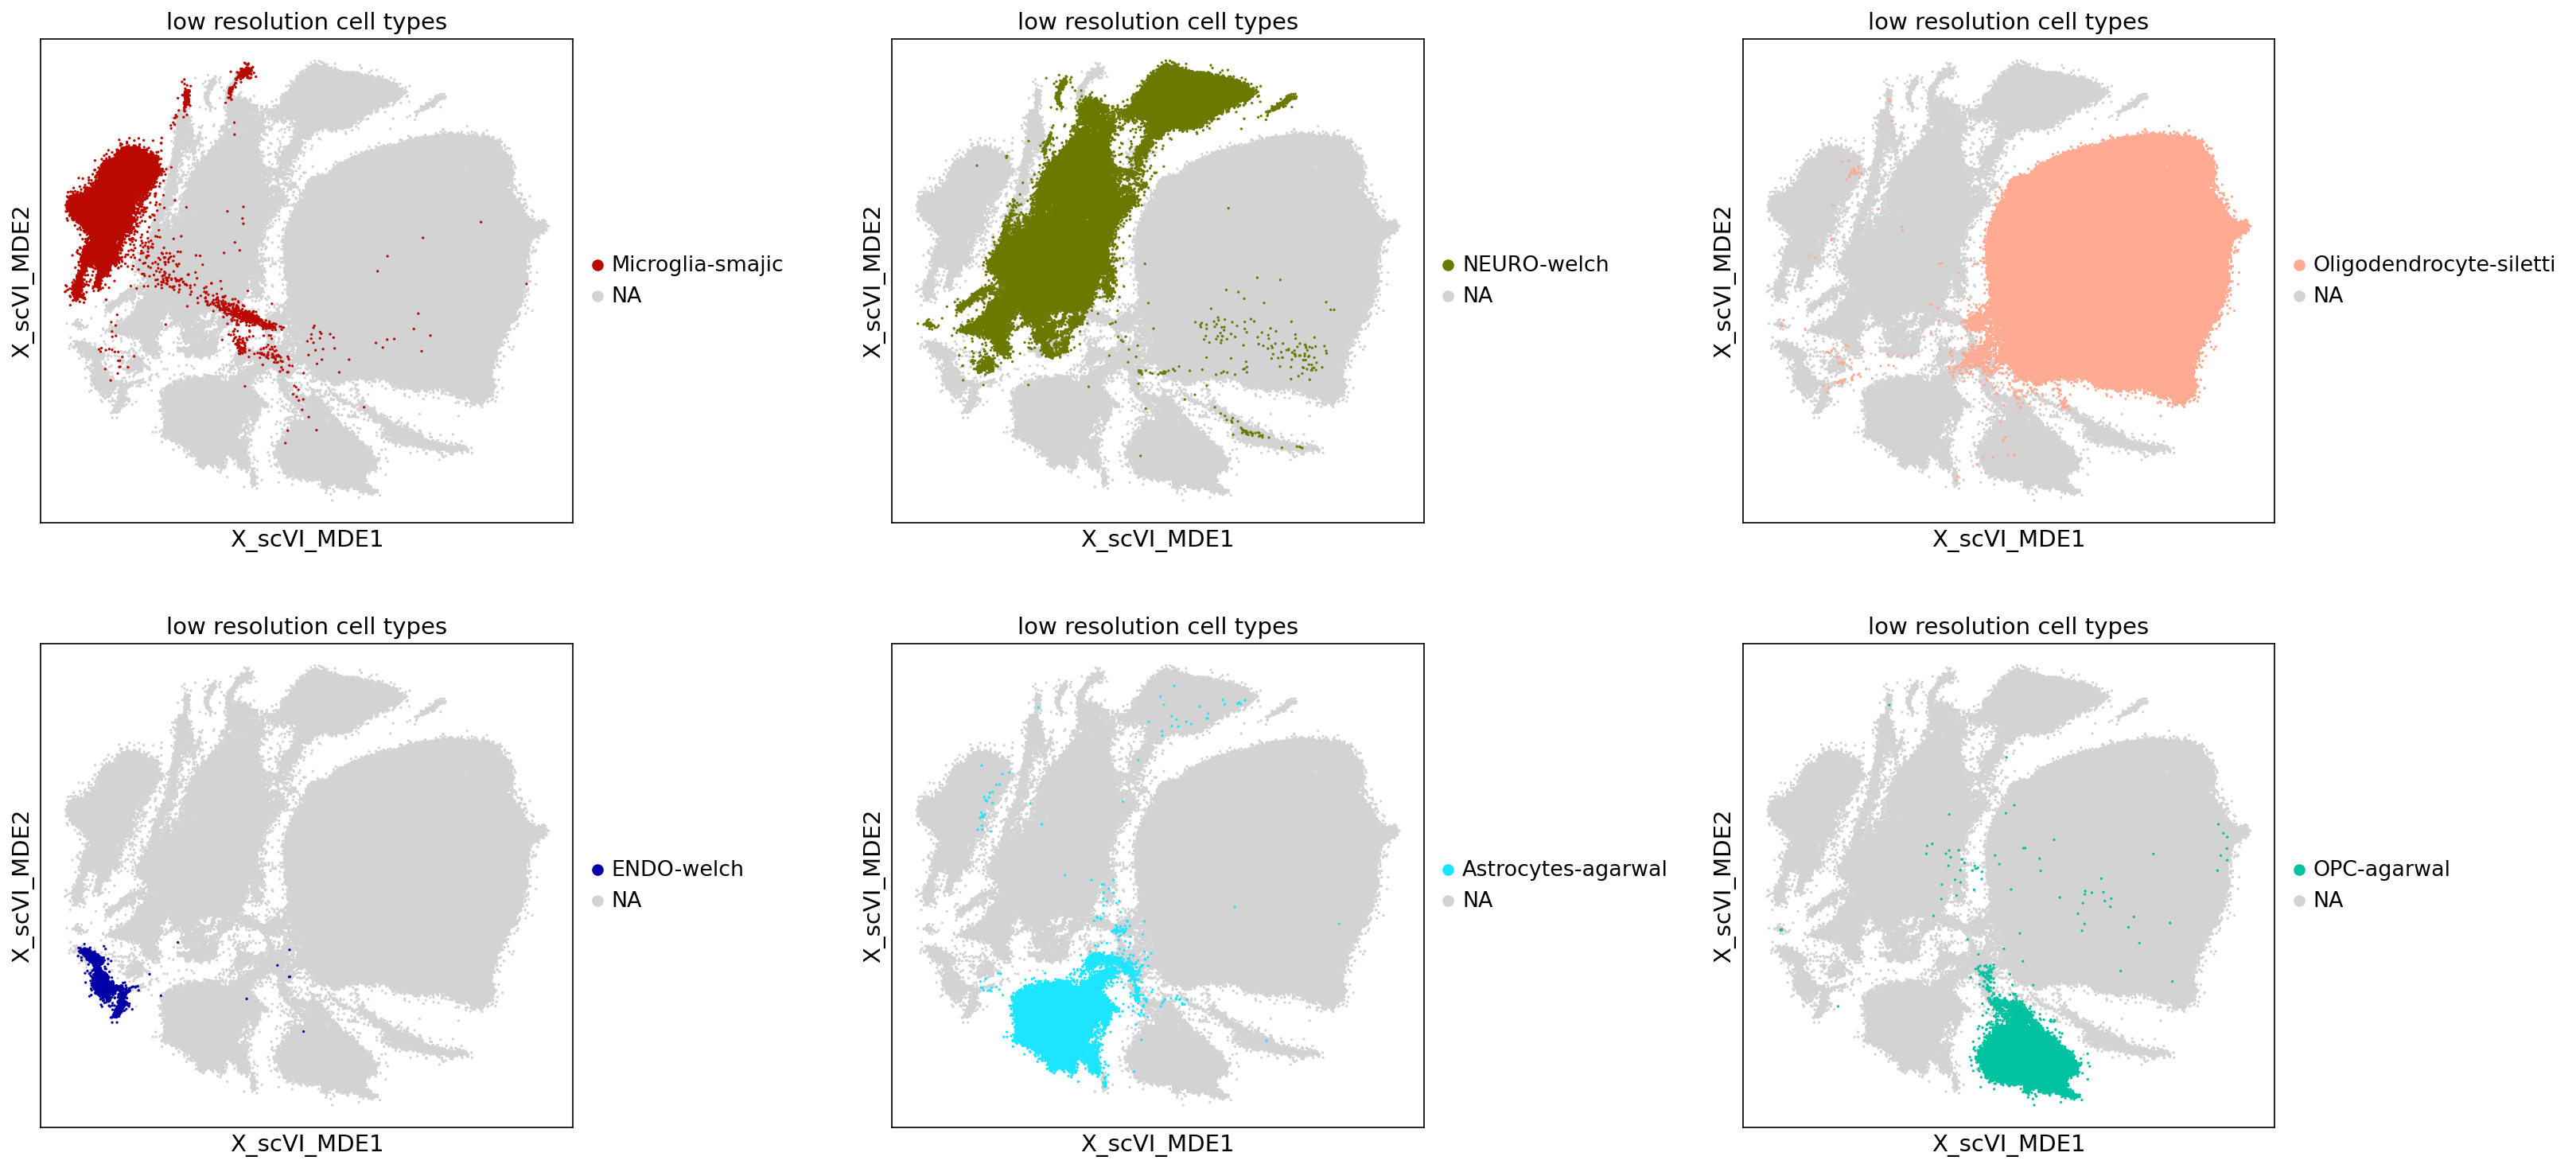 low resolution cell types
X_scVI_MDE2
X_scVI_MDE1
Microglia-smajic
NA
low resolution cell types
X_scVI_MDE2
X_scVI_MDE1
NEURO-welch
NA
low resolution cell types
X_scVI_MDE2
X_scVI_MDE1
Oligodendrocyte-siletti
NA
low resolution cell types
X_scVI_MDE2
X_scVI_MDE1
ENDO-welch
NA
low resolution cell types
X_scVI_MDE2
X_scVI_MDE1
Astrocytes-agarwal
NA
low resolution cell types
X_scVI_MDE2
X_scVI_MDE1
OPC-agarwal
NA